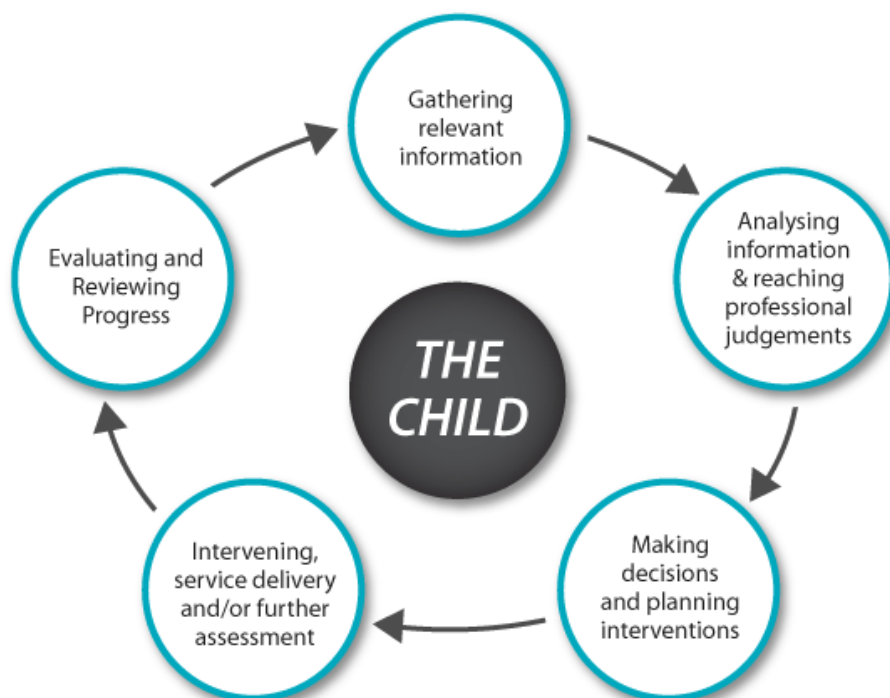 Gathering
relevant
information
Analysing
information
& reaching
professional
judgements
Making
decisions
and planning
interventions
Intervening,
service delivery
and/or further
assessment
Evaluating and
Reviewing
Progress
THE
CHILD